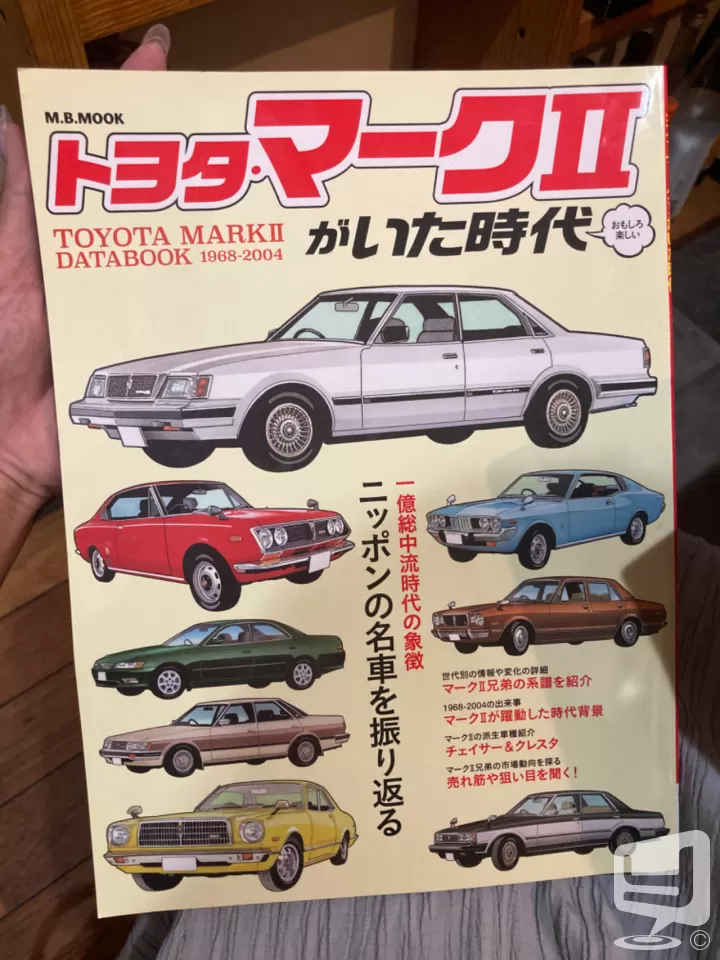 M.B.MOOK
トヨタ・マークⅡ
TOYOTA MARKⅡ
DATABOOK 1968-2004
がいた時代
おもしろ
楽しい
一億総中流時代の象徴
ニッポンの名車を振り返る
世代別の情報や変化の詳細
マークⅡ兄弟の系譜を紹介
1968-2004の出来事
マークⅡが躍動した時代背景
マークⅡの派生車種紹介
チェイサー＆クレスタ
マークⅡ兄弟の市場動向を探る
売れ筋や狙い目を聞く!
©